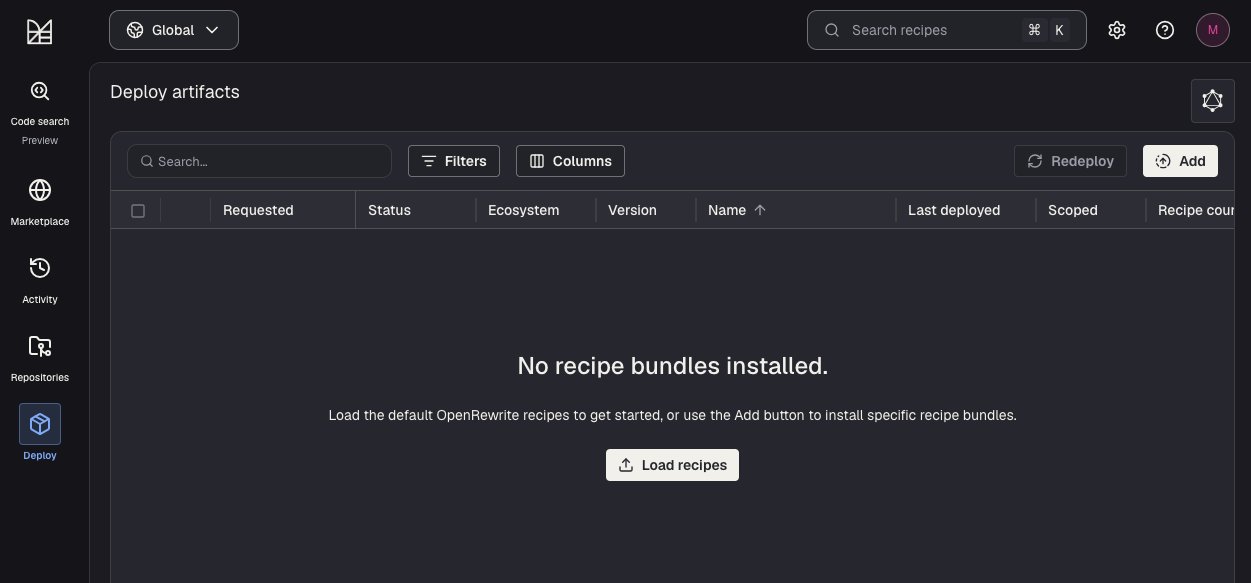 Global
Search recipes ⌘ K
M
Code search
Preview
Marketplace
Activity
Repositories
Deploy
Deploy artifacts
Search...
Filters
Columns
Redeploy
Add
Requested Status Ecosystem Version Name Last deployed Scoped Recipe cour
No recipe bundles installed.
Load the default OpenRewrite recipes to get started, or use the Add button to install specific recipe bundles.
Load recipes